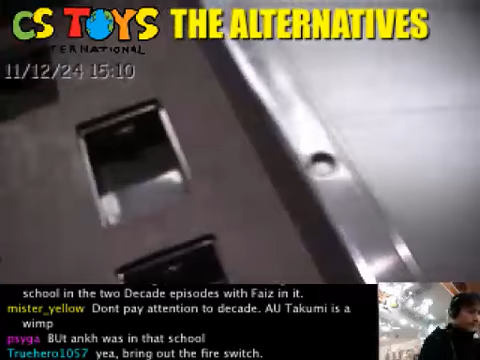 CS TOYS THE ALTERNATIVES
INTERNATIONAL
11/12/24 15:10
school in the two Decade episodes with Faiz in it.
mister_yellow Dont pay attention to decade. AU Takumi is a
wimp
psyga BUt ankh was in that school
Truehero1057 yea, bring out the fire switch.